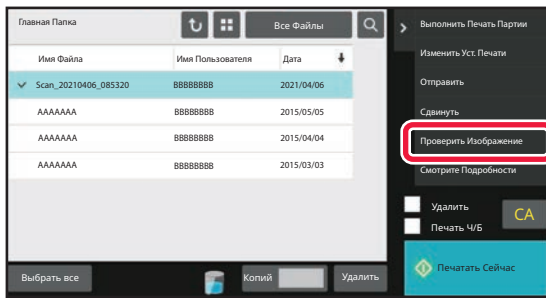 Главная Папка
Все Файлы
Имя Файла Имя Пользователя Дата
Scan_20210406_085320 BBBBBBBB 2021/04/06
AAAAAAA BBBBBBBB 2015/05/05
AAAAAAA BBBBBBBB 2015/04/04
AAAAAAA BBBBBBBB 2015/03/03
Выбрать все
Копий
Удалить
Выполнить Печать Партии
Изменить Уст. Печати
Отправить
Сдвинуть
Проверить Изображение
Смотрите Подробности
Удалить
Печать Ч/Б
CA
Печатать Сейчас